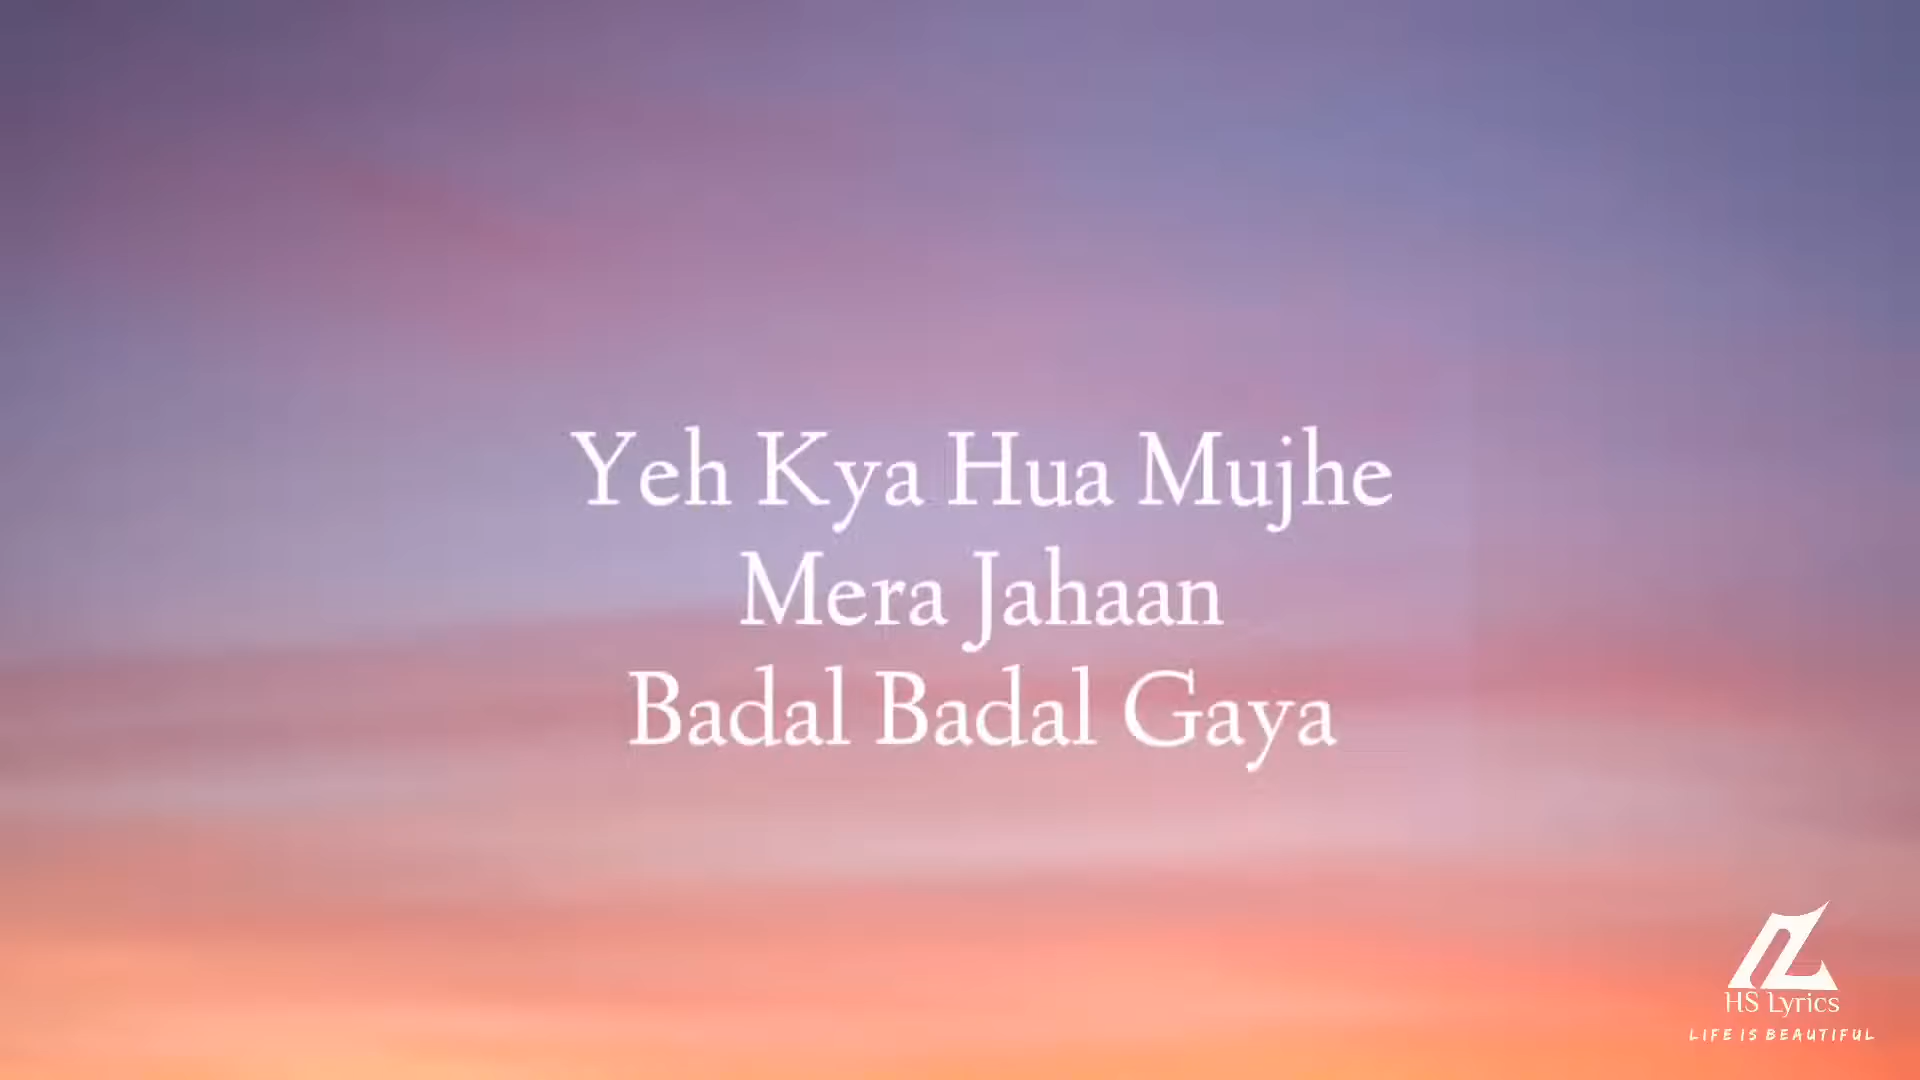 Yeh Kya Hua Mujhe
Mera Jahaan
Badal Badal Gaya
HS Lyrics
LIFE IS BEAUTIFUL